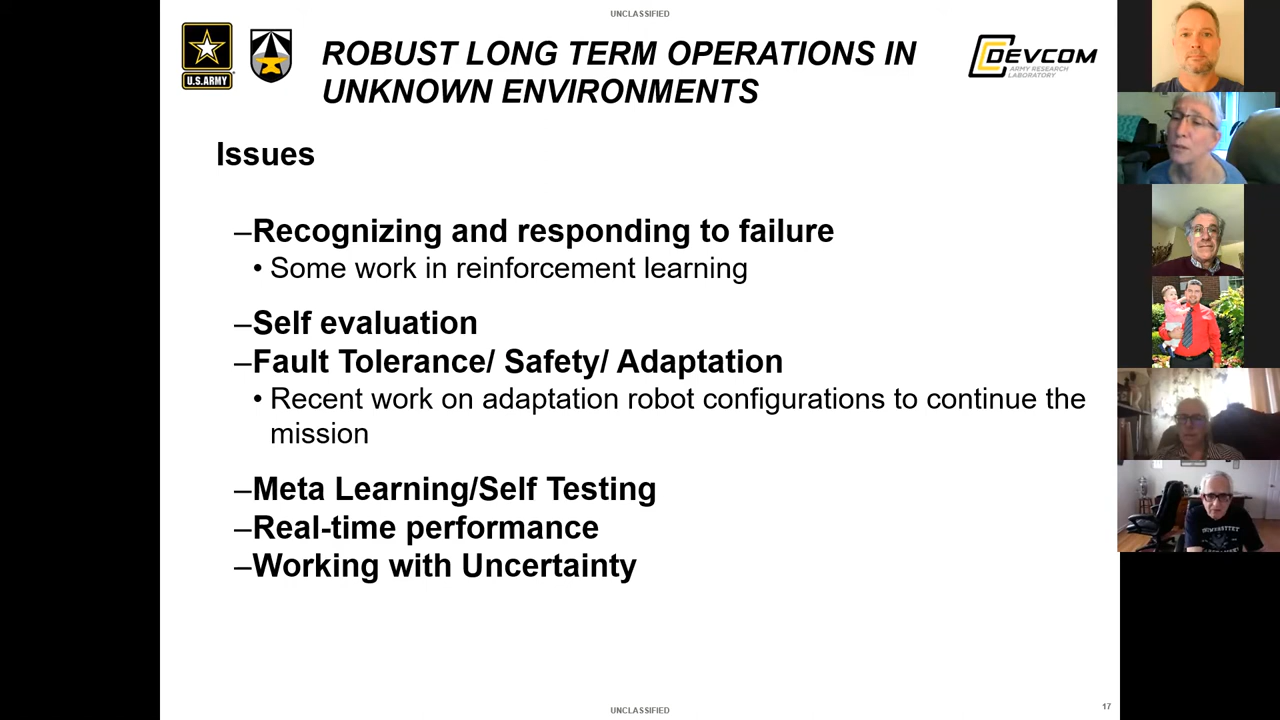 UNCLASSIFIED
U.S.ARMY
ROBUST LONG TERM OPERATIONS IN
UNKNOWN ENVIRONMENTS
DEVCOM
ARMY RESEARCH
LABORATORY
Issues
–Recognizing and responding to failure
• Some work in reinforcement learning
–Self evaluation
–Fault Tolerance/ Safety/ Adaptation
• Recent work on adaptation robot configurations to continue the
mission
–Meta Learning/Self Testing
–Real-time performance
–Working with Uncertainty
UNCLASSIFIED
17